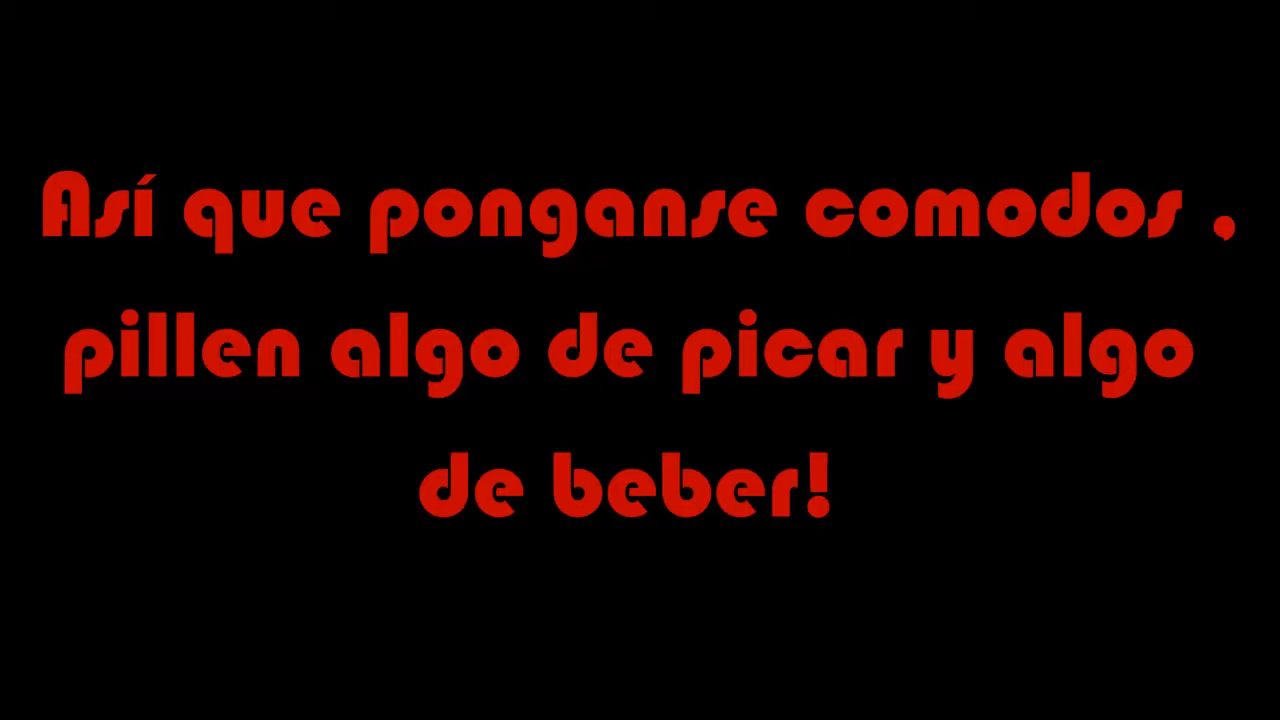 Así que ponganse comodos ,
pillen algo de picar y algo
de beber!